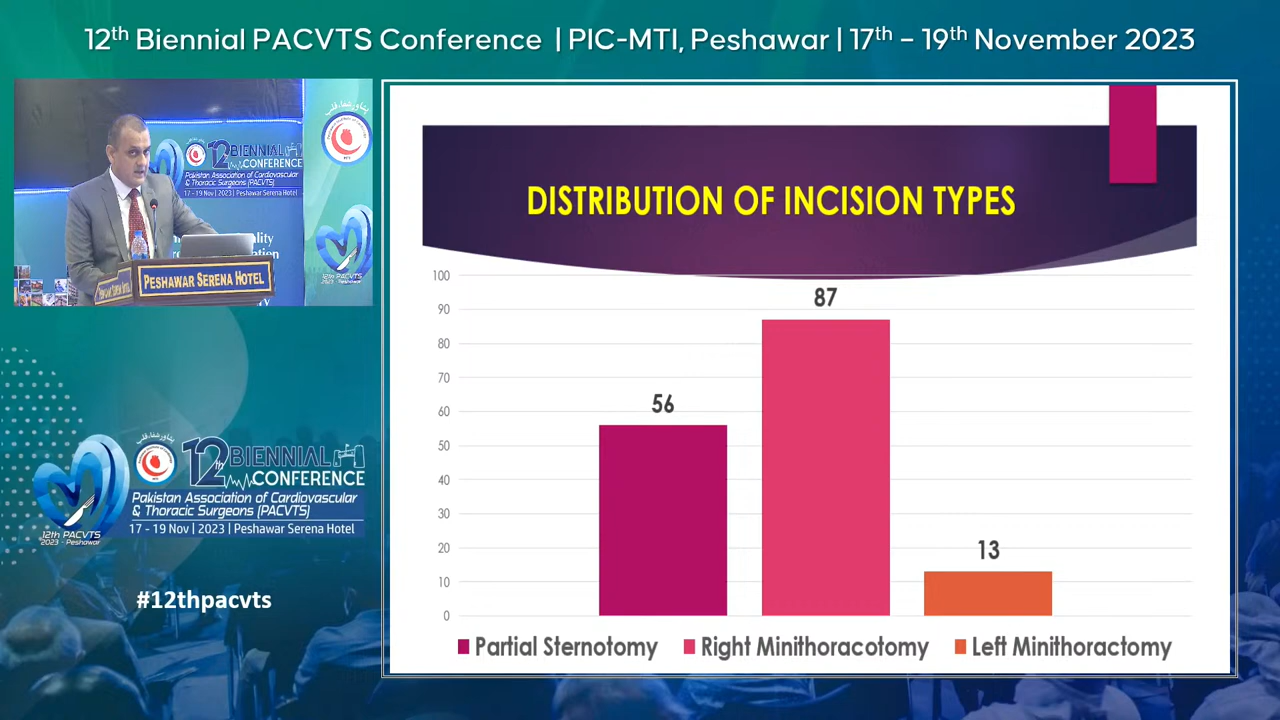 12th Biennial PACVTS Conference | PIC-MTI, Peshawar | 17th – 19th November 2023
12 BIENNIAL
CONFERENCE
Pakistan Association of Cardiovascular
& Thoracic Surgeons (PACVTS)
17 - 19 Nov | 2023 | Peshawar Serena Hotel
PESHAWAR SERENA HOTEL
12th PACVTS
2023 - Peshawar
DISTRIBUTION OF INCISION TYPES
100
90
80
70
60
50
40
30
20
10
0
56
87
13
Partial Sternotomy
Right Minithoracotomy
Left Minithoractomy
12th BIENNIAL
CONFERENCE
Pakistan Association of Cardiovascular
& Thoracic Surgeons (PACVTS)
17 - 19 Nov | 2023 | Peshawar Serena Hotel
12th PACVTS
2023 - Peshawar
#12thpacvts